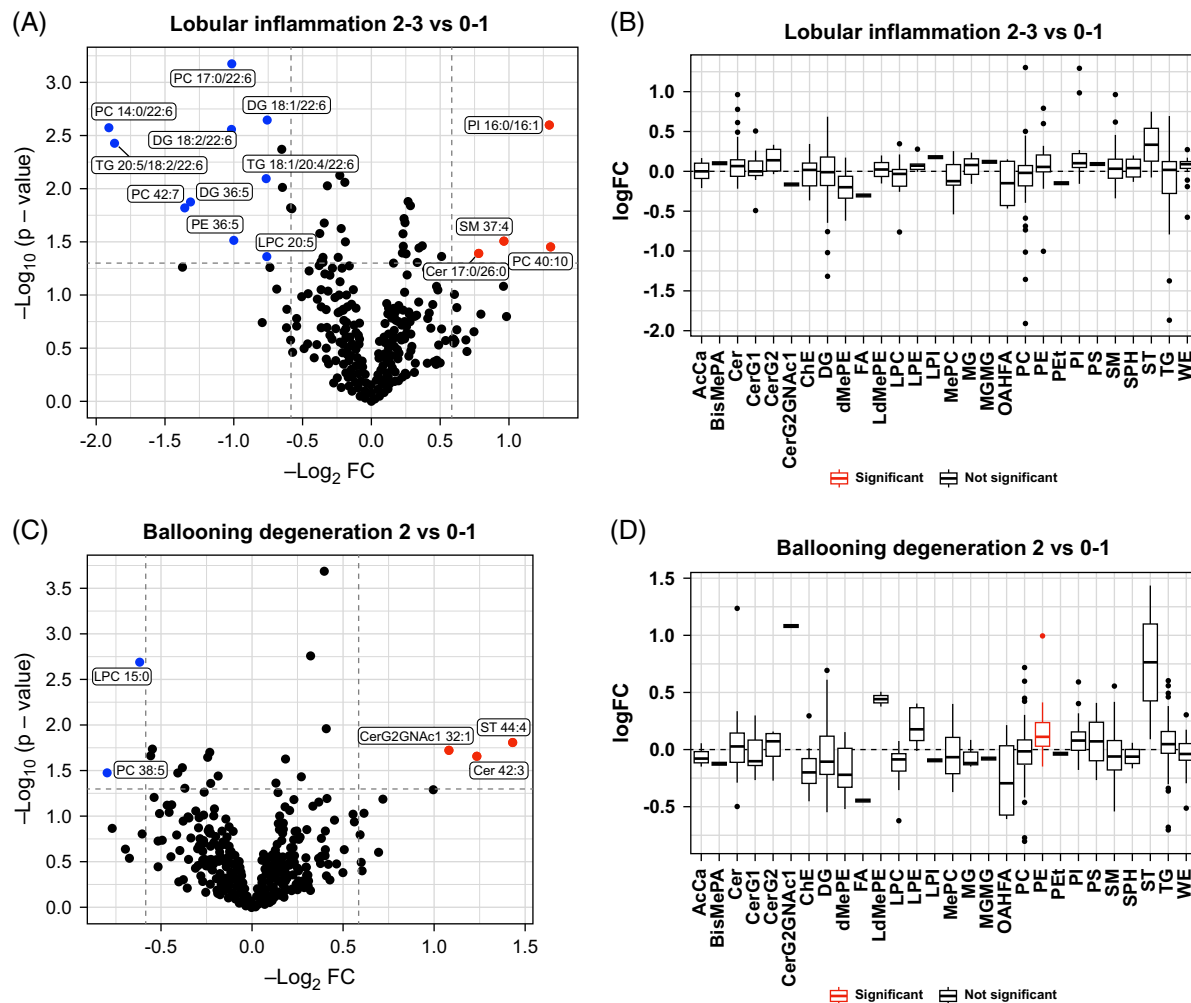 (A)
Lobular inflammation 2-3 vs 0-1
PC 17:0/22:6
PC 14:0/22:6
DG 18:1/22:6
PI 16:0/16:1
DG 18:2/22:6
TG 20:5/18:2/22:6
TG 18:1/20:4/22:6
PC 42:7
DG 36:5
PE 36:5
SM 37:4
LPC 20:5
PC 40:10
Cer 17:0/26:0
3.0
2.5
2.0
1.5
1.0
0.5
0.0
−Log10 (p − value)
-2.0 -1.5 -1.0 -0.5 0.0 0.5 1.0
−Log2 FC
(B)
Lobular inflammation 2-3 vs 0-1
1.0
0.5
0.0
-0.5
-1.0
-1.5
-2.0
logFC
AcCa
BisMePA
Cer
CerG1
CerG2
CerG2GNAc1
ChE
DG
dMePE
FA
LdMePE
LPC
LPE
LPI
MePC
MG
MGMG
OAHFA
PC
PE
PEt
PI
PS
SM
SPH
ST
TG
WE
Significant Not significant
(C)
Ballooning degeneration 2 vs 0-1
LPC 15:0
CerG2GNAc1 32:1
ST 44:4
PC 38:5
Cer 42:3
3.5
3.0
2.5
2.0
1.5
1.0
0.5
0.0
−Log10 (p − value)
-0.5 0.0 0.5 1.0 1.5
−Log2 FC
(D)
Ballooning degeneration 2 vs 0-1
1.5
1.0
0.5
0.0
-0.5
logFC
AcCa
BisMePA
Cer
CerG1
CerG2
CerG2GNAc1
ChE
DG
dMePE
FA
LdMePE
LPC
LPE
LPI
MePC
MG
MGMG
OAHFA
PC
PE
PEt
PI
PS
SM
SPH
ST
TG
WE
Significant Not significant